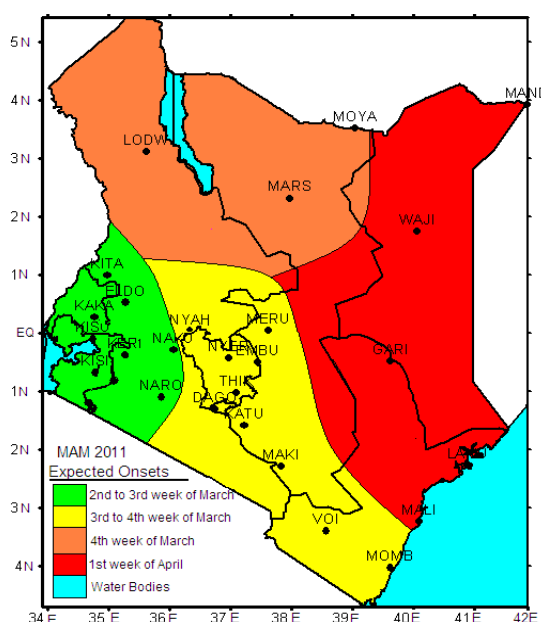 5N
4N
3N
2N
1N
EQ
1N
2N
3N
4N
MAND
MOYA
LODW
MARS
WAJI
KITA
ELDO
KAKA
KISU
NYAH
MERU
KERI
NAKU
NYERI
EMBU
GARI
KISI
NARO
THIK
DAGO
KATU
MAKI
LAMU
MALI
VOI
MOMB
MAM 2011
Expected Onsets
2nd to 3rd week of March
3rd to 4th week of March
4th week of March
1st week of April
Water Bodies
34E 35E 36E 37E 38E 39E 40E 41E 42E